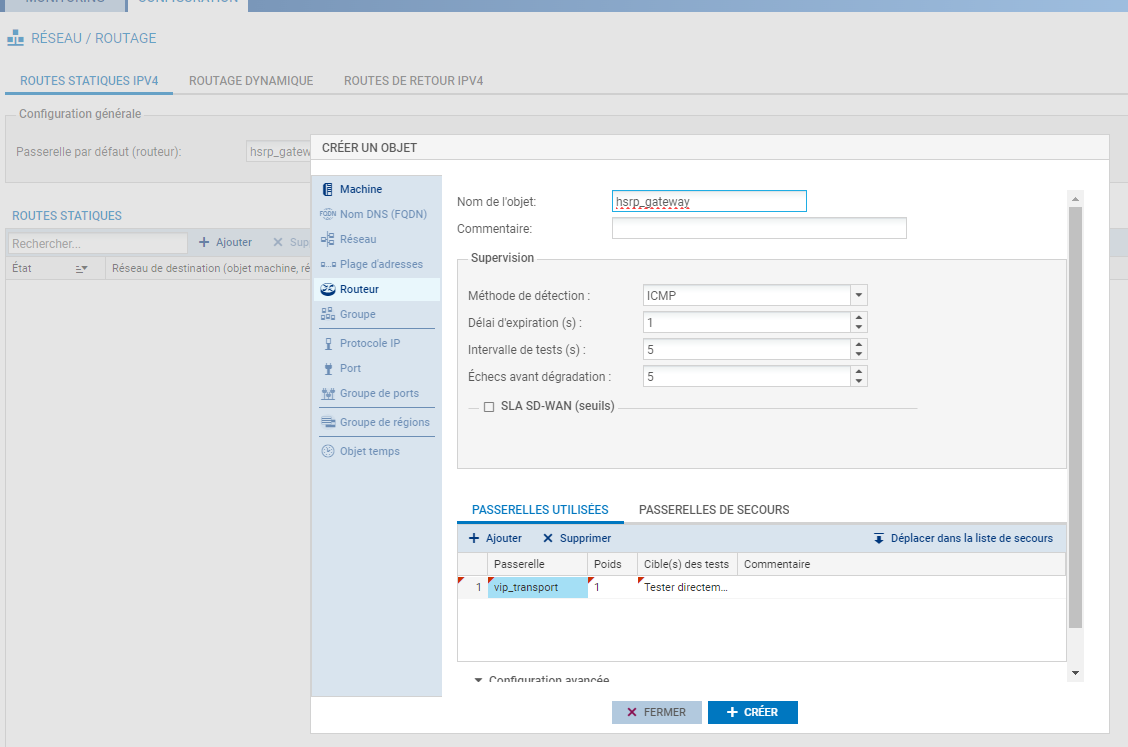 MONITORING CONFIGURATION
RÉSEAU / ROUTAGE
ROUTES STATIQUES IPV4 ROUTAGE DYNAMIQUE ROUTES DE RETOUR IPV4
Configuration générale
Passerelle par défaut (routeur): hsrp_gatew
ROUTES STATIQUES
Rechercher... Ajouter Sup
État Réseau de destination (objet machine, ré
CRÉER UN OBJET
Machine
Nom DNS (FQDN)
Réseau
Plage d'adresses
Routeur
Groupe
Protocole IP
Port
Groupe de ports
Groupe de régions
Objet temps
Nom de l'objet: hsrp_gateway
Commentaire:
Supervision
Méthode de détection : ICMP
Délai d'expiration (s) : 1
Intervalle de tests (s) : 5
Échecs avant dégradation : 5
SLA SD-WAN (seuils)
PASSERELLES UTILISÉES PASSERELLES DE SECOURS
Ajouter Supprimer Déplacer dans la liste de secours
Passerelle Poids Cible(s) des tests Commentaire
1 vip_transport 1 Tester directem...
Configuration avancée
FERMER CRÉER